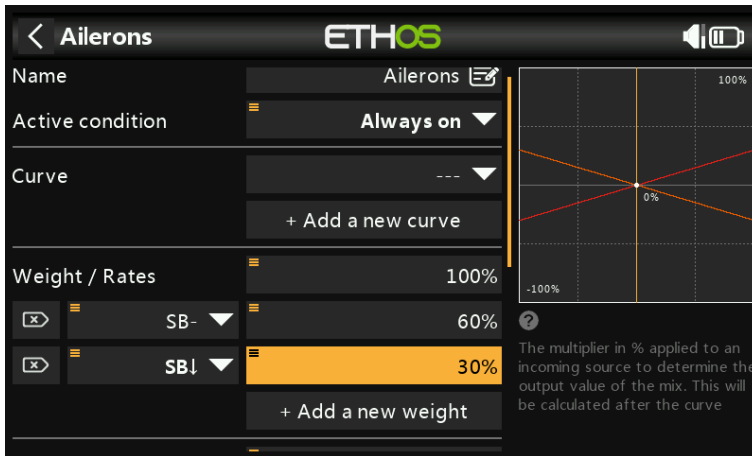 Ailerons
ETHOS
Name
Ailerons
Active condition
Always on
Curve
---
+ Add a new curve
Weight / Rates
100%
SB-
60%
SB↓
30%
+ Add a new weight
100%
0%
-100%
?
The multiplier in % applied to an
incoming source to determine the
output value of the mix. This will
be calculated after the curve